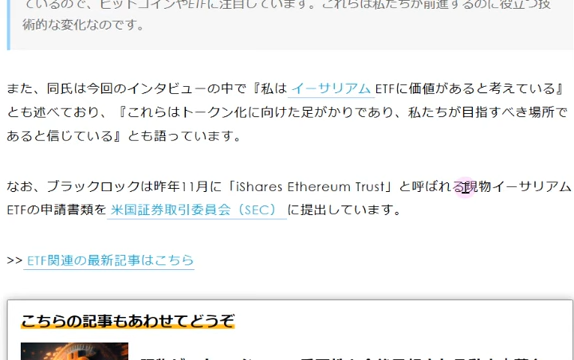 ているので、ビットコインやETFに注目しています。これらは私たちが前進するのに役立つ技
術的な変化なのです。
また、同氏は今回のインタビューの中で『私は イーサリアム ETFに価値があると考えている』
とも述べており、『これらはトークン化に向けた足がかりであり、私たちが目指すべき場所で
あると信じている』とも語っています。
なお、ブラックロックは昨年11月に「iShares Ethereum Trust」と呼ばれる現物イーサリアム
ETFの申請書類を 米国証券取引委員会（SEC） に提出しています。
>> ETF関連の最新記事はこちら
こちらの記事もあわせてどうぞ